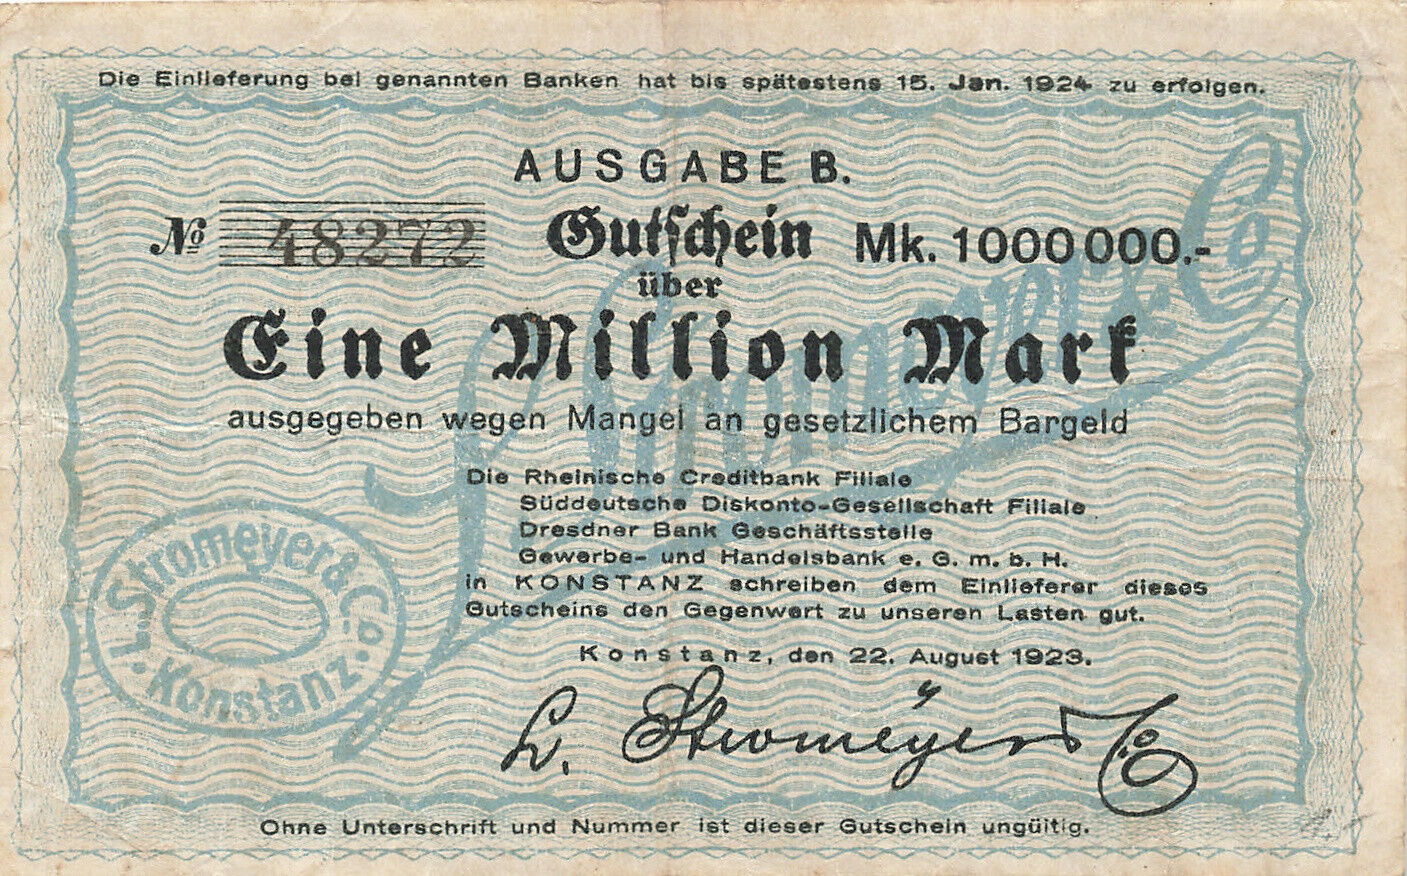 Die Einlieferung bei genannten Banken hat bis spätestens 15. Jan. 1924 zu erfolgen.
AUSGABE B.
№ 48272 Gutschein Mk. 1000000.-
über
Eine Million Mark
ausgegeben wegen Mangel an gesetzlichem Bargeld
Die Rheinische Creditbank Filiale
Süddeutsche Diskonto-Gesellschaft Filiale
Dresdner Bank Geschäftsstelle
Gewerbe- und Handelsbank e. G. m. b. H.
in KONSTANZ schreiben dem Einlieferer dieses
Gutscheins den Gegenwert zu unseren Lasten gut.
Konstanz, den 22. August 1923.
L. Stromeyer & Co.
Konstanz.
L. Stromeyer & Co
L. Stromeyer & Co
Ohne Unterschrift und Nummer ist dieser Gutschein ungültig.